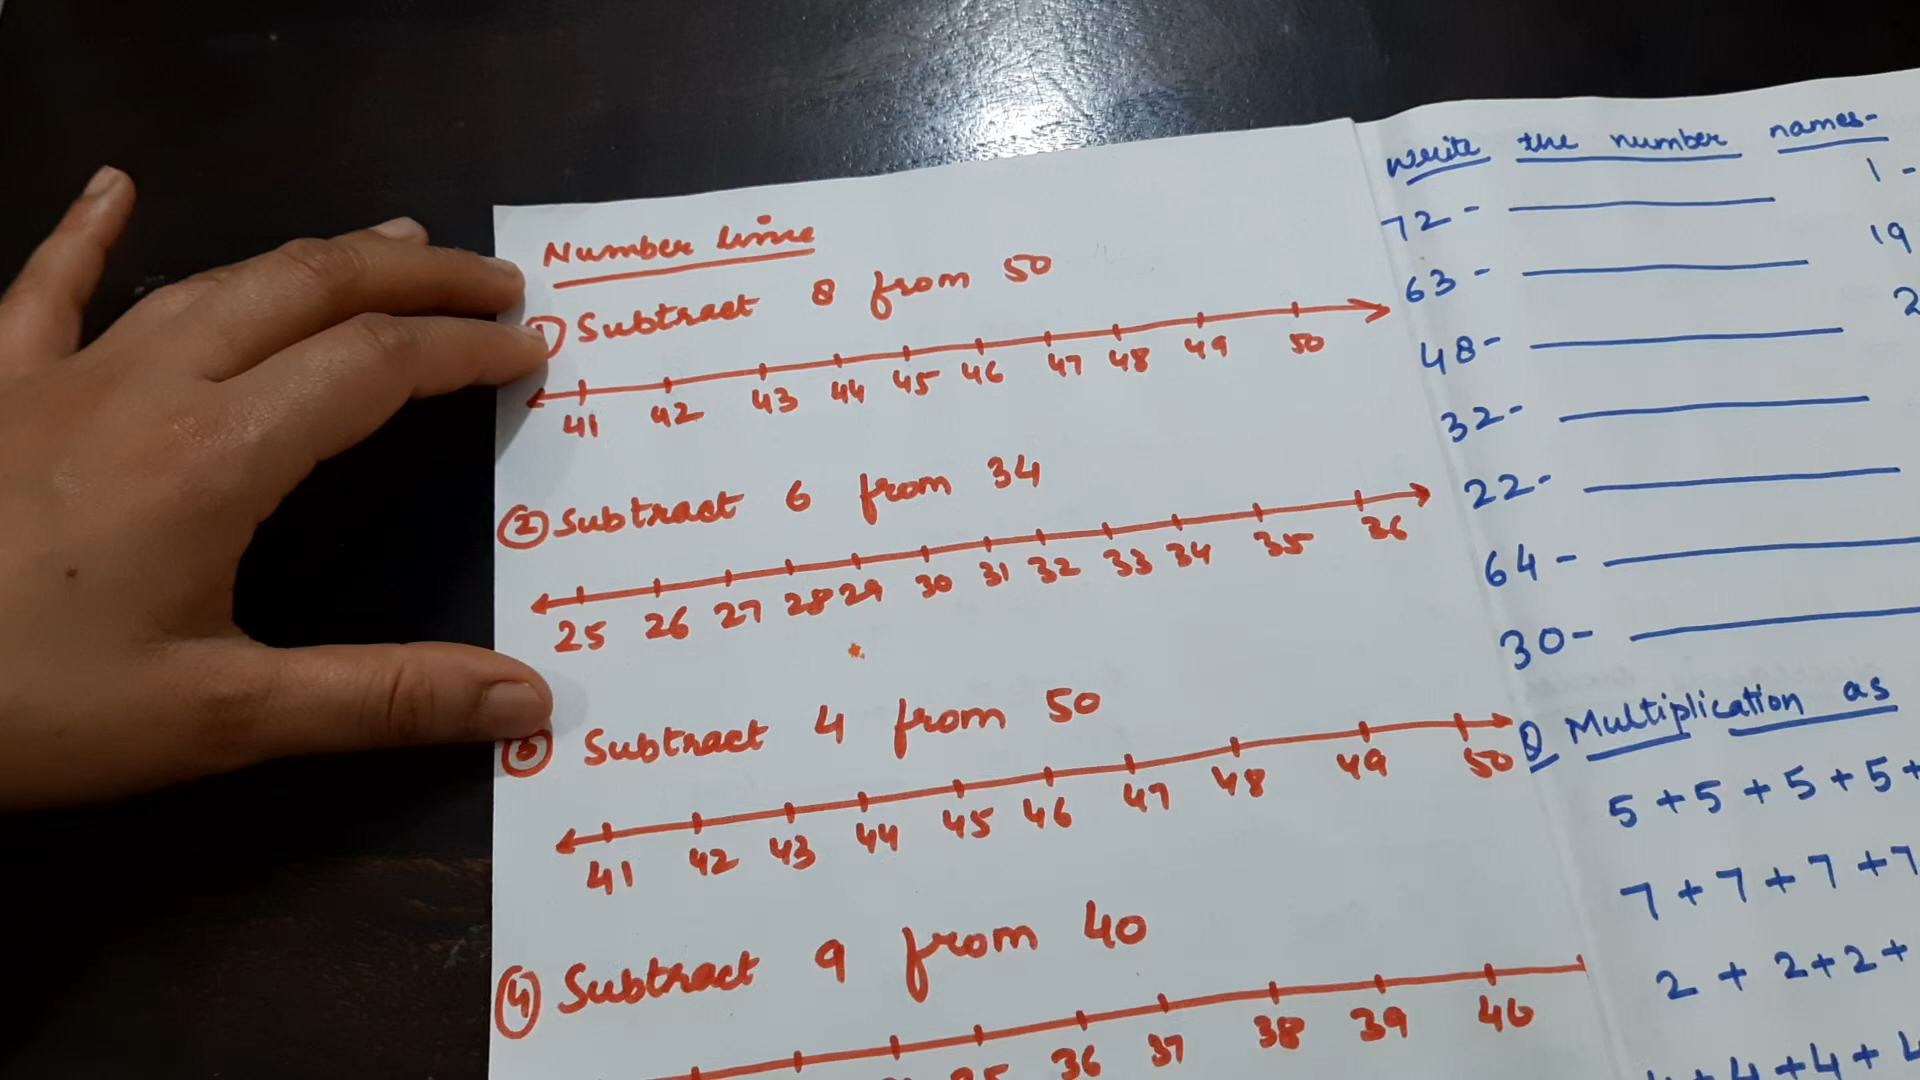 Number line
① Subtract 8 from 50
41 42 43 44 45 46 47 48 49 50
② Subtract 6 from 34
25 26 27 28 29 30 31 32 33 34 35 36
③ Subtract 4 from 50
41 42 43 44 45 46 47 48 49 50
④ Subtract 9 from 40
36 37 38 39 40
Write the number names-
72 -
63 -
48 -
32 -
22 -
64 -
30 -
1 -
19
2
Q Multiplication as
5 + 5 + 5 + 5 +
7 + 7 + 7 + 7
2 + 2 + 2 +
+ 4 + 4 + 4